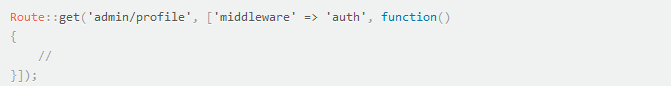 Route::get('admin/profile', ['middleware' => 'auth', function()
{
    //
}]);